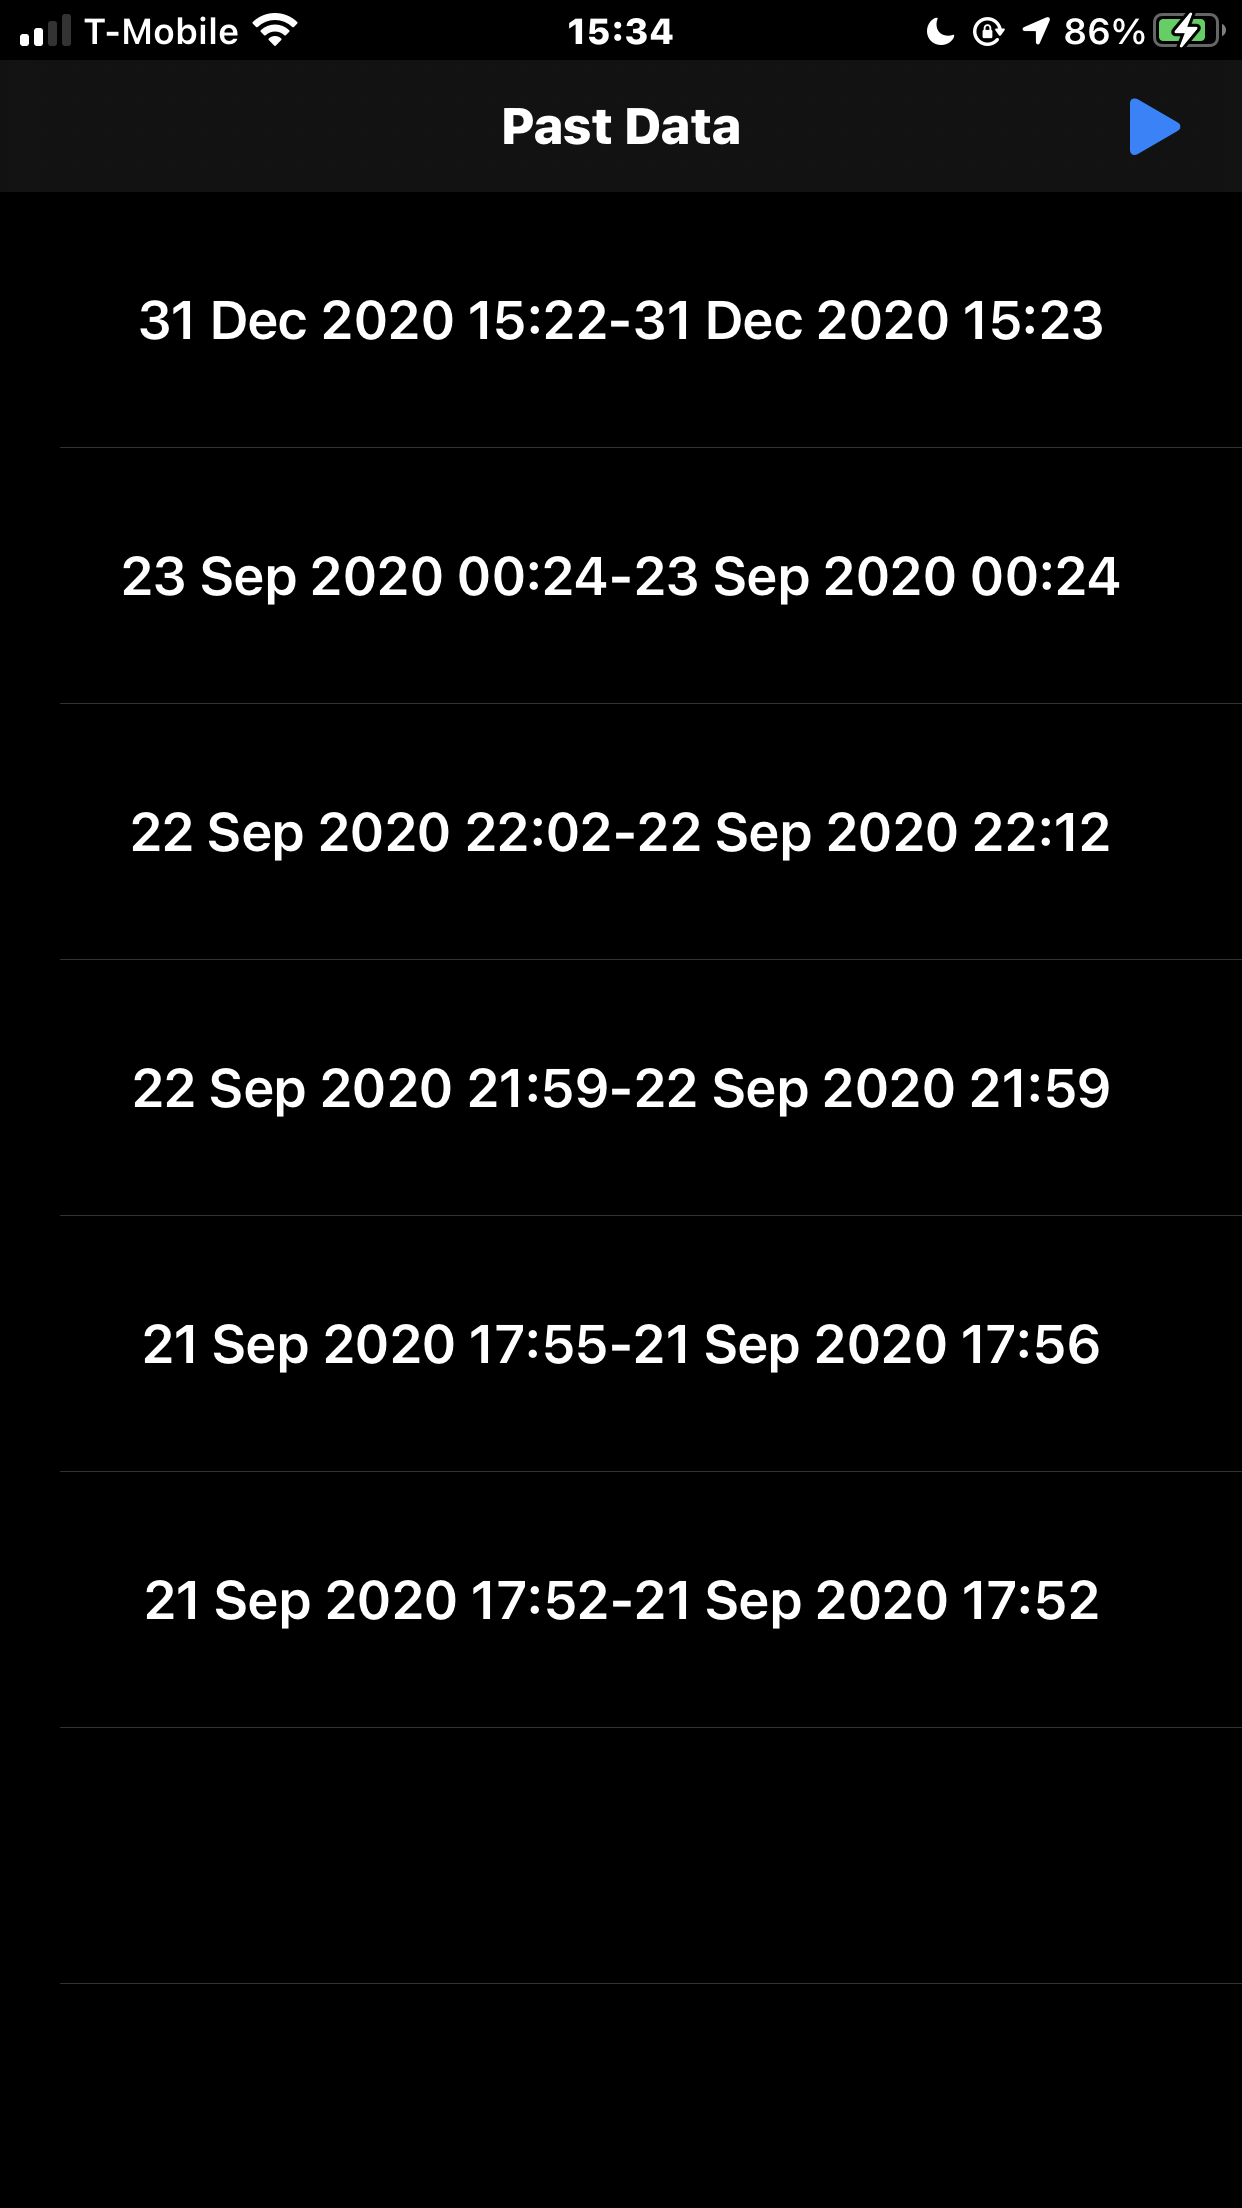 T-Mobile 15:34 86%
Past Data
31 Dec 2020 15:22-31 Dec 2020 15:23
23 Sep 2020 00:24-23 Sep 2020 00:24
22 Sep 2020 22:02-22 Sep 2020 22:12
22 Sep 2020 21:59-22 Sep 2020 21:59
21 Sep 2020 17:55-21 Sep 2020 17:56
21 Sep 2020 17:52-21 Sep 2020 17:52